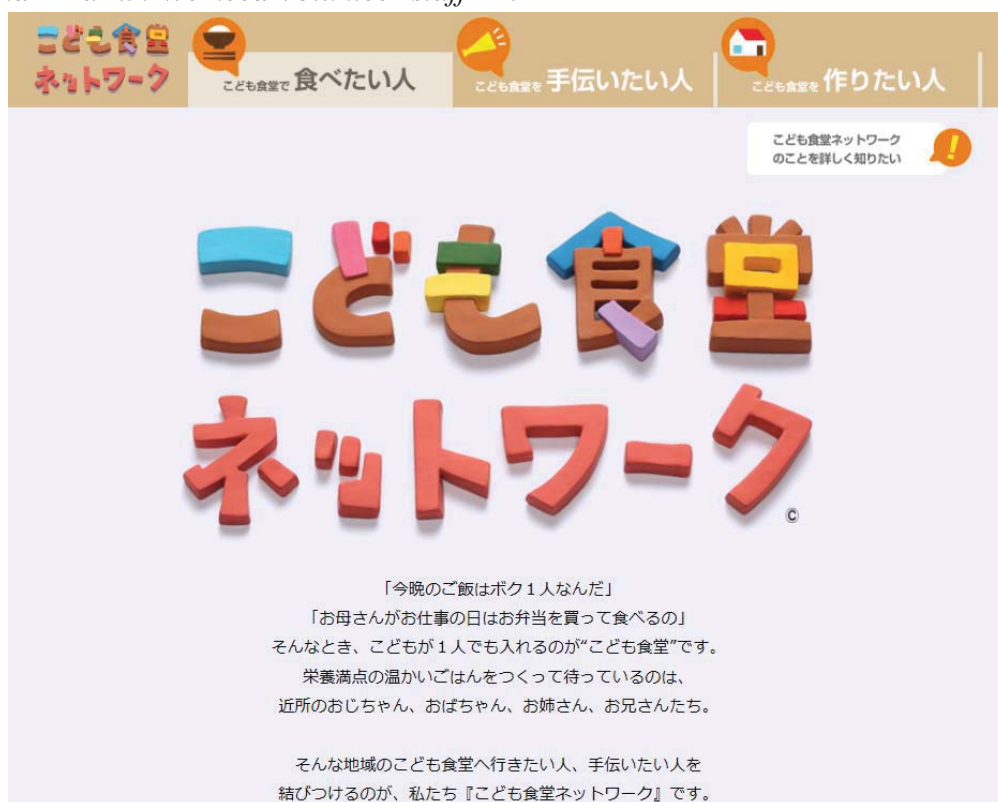 こども食堂
ネットワーク
こども食堂で 食べたい人
こども食堂を 手伝いたい人
こども食堂を 作りたい人
こども食堂ネットワーク
のことを詳しく知りたい
!
こども食堂
ネットワーク
©
「今晩のご飯はボク1人なんだ」
「お母さんがお仕事の日はお弁当を買って食べるの」
そんなとき、こどもが1人でも入れるのが“こども食堂”です。
栄養満点の温かいごはんをつくって待っているのは、
近所のおじちゃん、おばちゃん、お姉さん、お兄さんたち。
そんな地域のこども食堂へ行きたい人、手伝いたい人を
結びつけるのが、私たち『こども食堂ネットワーク』です。